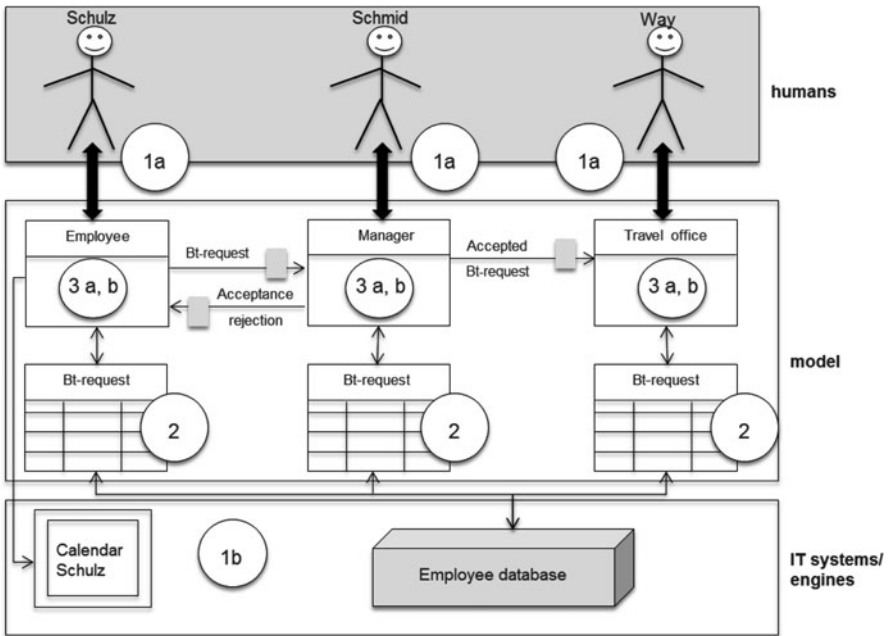 Schulz
Schmid
Way
humans
1a
1a
1a
Employee
Manager
Travel office
Bt-request
Accepted
Bt-request
3 a, b
3 a, b
3 a, b
Acceptance
rejection
model
Bt-request
Bt-request
Bt-request
2
2
2
Calendar
Schulz
1b
Employee database
IT systems/
engines